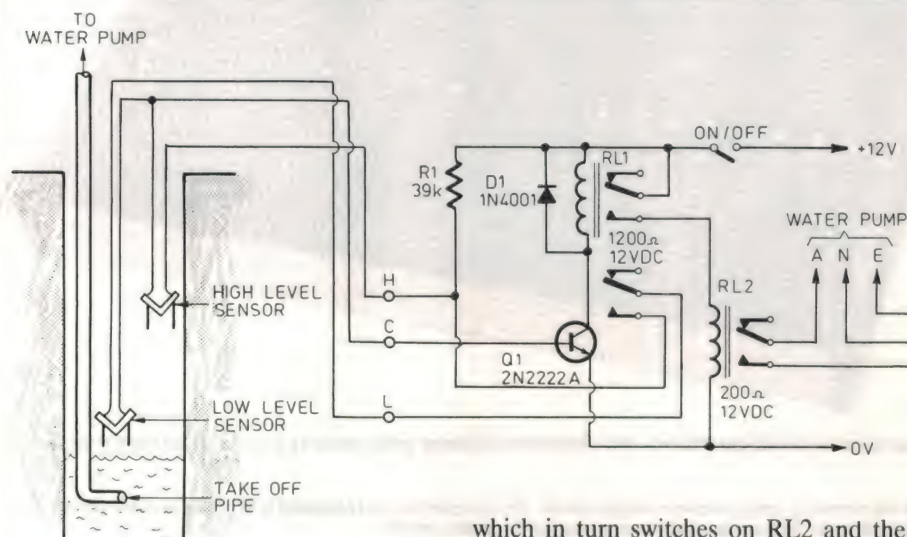 TO
WATER PUMP
ON/OFF
+12V
R1
39k
D1
1N4001
RL1
1200Ω
12VDC
WATER PUMP
A N E
RL2
HIGH LEVEL
SENSOR
H
C
Q1
2N2222A
200Ω
12VDC
LOW LEVEL
SENSOR
L
0V
TAKE OFF
PIPE
which in turn switches on RL2 and the